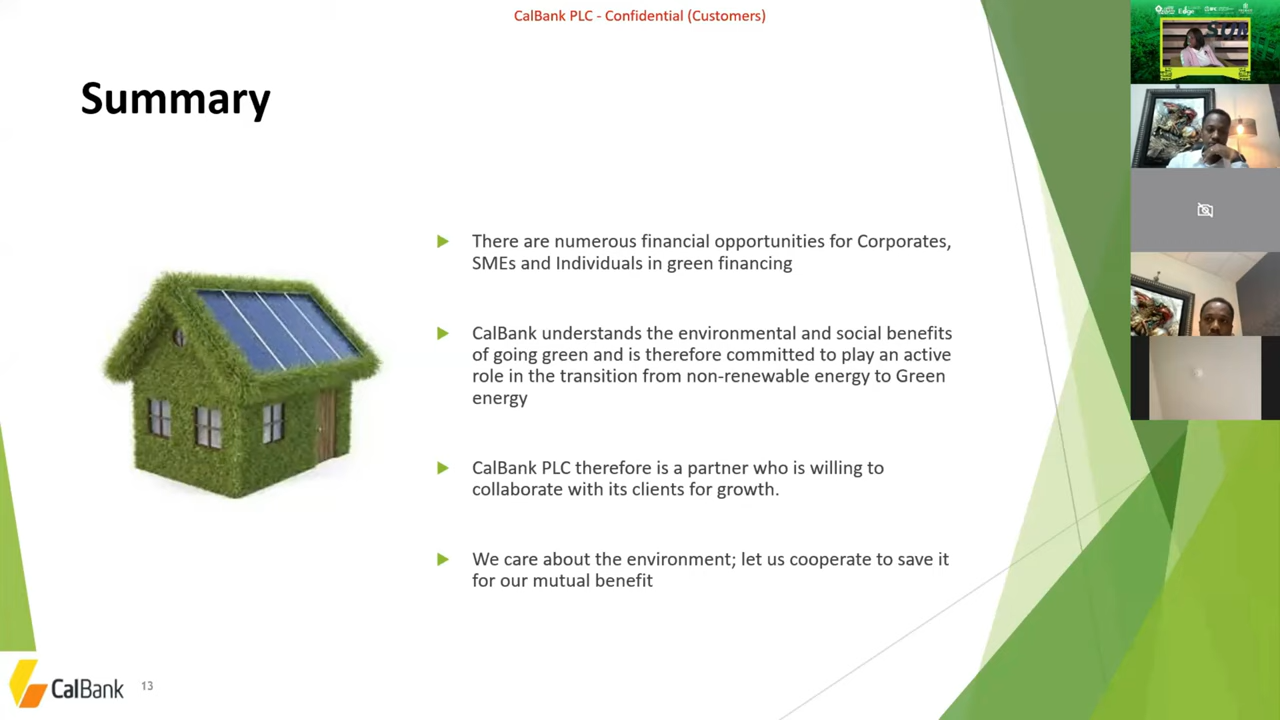 CalBank PLC - Confidential (Customers)
Summary
There are numerous financial opportunities for Corporates,
SMEs and Individuals in green financing
CalBank understands the environmental and social benefits
of going green and is therefore committed to play an active
role in the transition from non-renewable energy to Green
energy
CalBank PLC therefore is a partner who is willing to
collaborate with its clients for growth.
We care about the environment; let us cooperate to save it
for our mutual benefit
CalBank
13
Edge